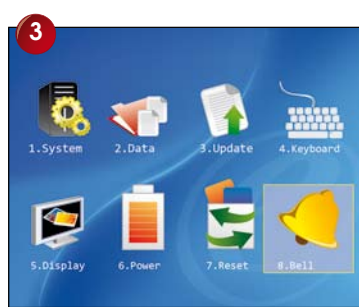 3
1.System
2.Data
3.Update
4.Keyboard
5.Display
6.Power
7.Reset
8.Bell